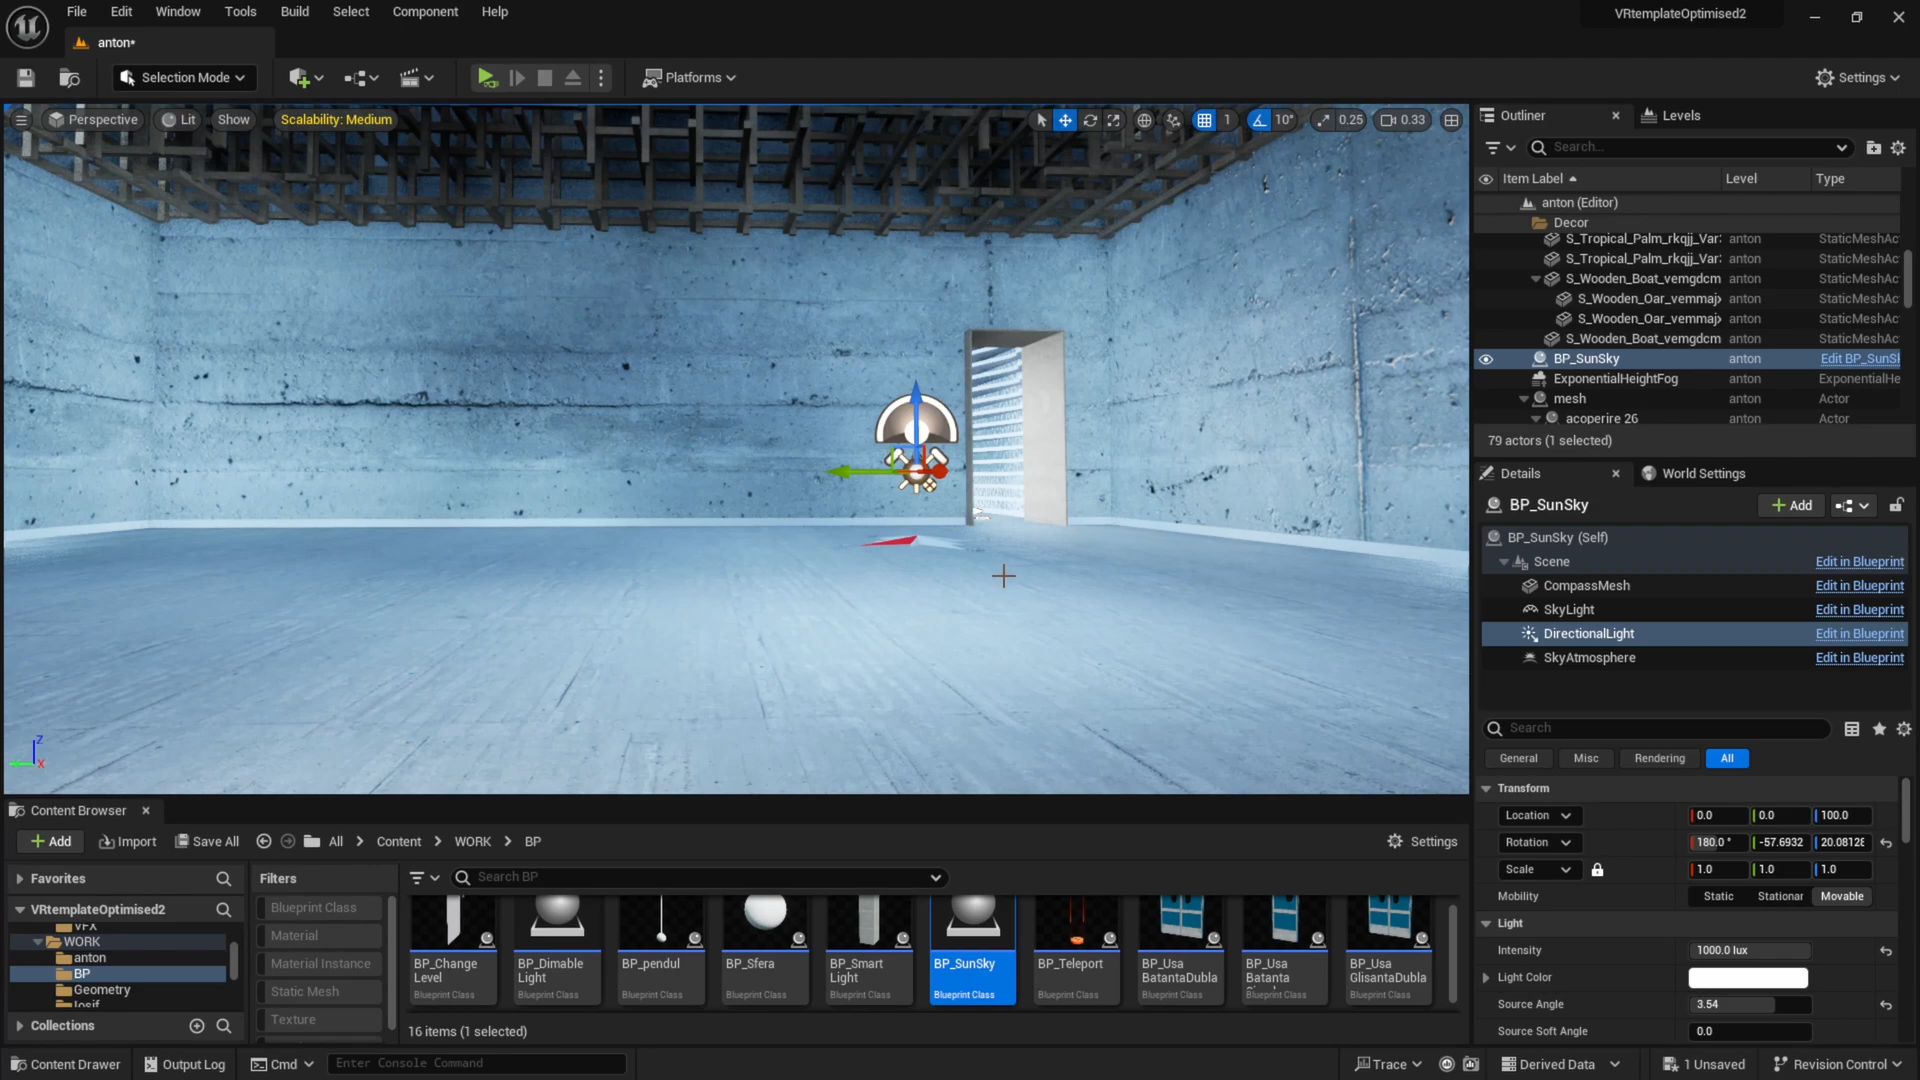 File Edit Window Tools Build Select Component Help
VRtemplateOptimised2
anton*
Selection Mode
Platforms
Settings
Perspective Lit Show Scalability: Medium
1 10° 0.25 0.33
Outliner Levels
Search...
Item Label Level Type
anton (Editor)
Decor
S_Tropical_Palm_rkqjj_Var anton StaticMeshAc
S_Tropical_Palm_rkqjj_Var anton StaticMeshAc
S_Wooden_Boat_vemgdcm anton StaticMeshAc
S_Wooden_Oar_vemmajx anton StaticMeshAc
S_Wooden_Oar_vemmajx anton StaticMeshAc
S_Wooden_Boat_vemgdcm anton StaticMeshAc
BP_SunSky anton Edit BP_SunSk
ExponentialHeightFog anton ExponentialHe
mesh anton Actor
acoperire 26 anton Actor
79 actors (1 selected)
Details World Settings
BP_SunSky
Add
BP_SunSky (Self)
Scene Edit in Blueprint
CompassMesh Edit in Blueprint
SkyLight Edit in Blueprint
DirectionalLight Edit in Blueprint
SkyAtmosphere Edit in Blueprint
Search
General Misc Rendering All
Transform
Location 0.0 0.0 100.0
Rotation 180.0 ° -57.6932 20.08128
Scale 1.0 1.0 1.0
Mobility Static Stationar Movable
Light
Intensity 1000.0 lux
Light Color
Source Angle 3.54
Source Soft Angle 0.0
Z
X
Content Browser
Add Import Save All All Content WORK BP Settings
Favorites
VRtemplateOptimised2
VFX
WORK
anton
BP
Geometry
Iosif
Collections
Filters
Blueprint Class
Material
Material Instance
Static Mesh
Texture
Search BP
BP_Change Level Blueprint Class
BP_Dimable Light Blueprint Class
BP_pendul Blueprint Class
BP_Sfera Blueprint Class
BP_Smart Light Blueprint Class
BP_SunSky Blueprint Class
BP_Teleport Blueprint Class
BP_Usa BatantaDubla Blueprint Class
BP_Usa Batanta Blueprint Class
BP_Usa GlisantaDubla Blueprint Class
16 items (1 selected)
Content Drawer Output Log Cmd Enter Console Command
Trace Derived Data 1 Unsaved Revision Control